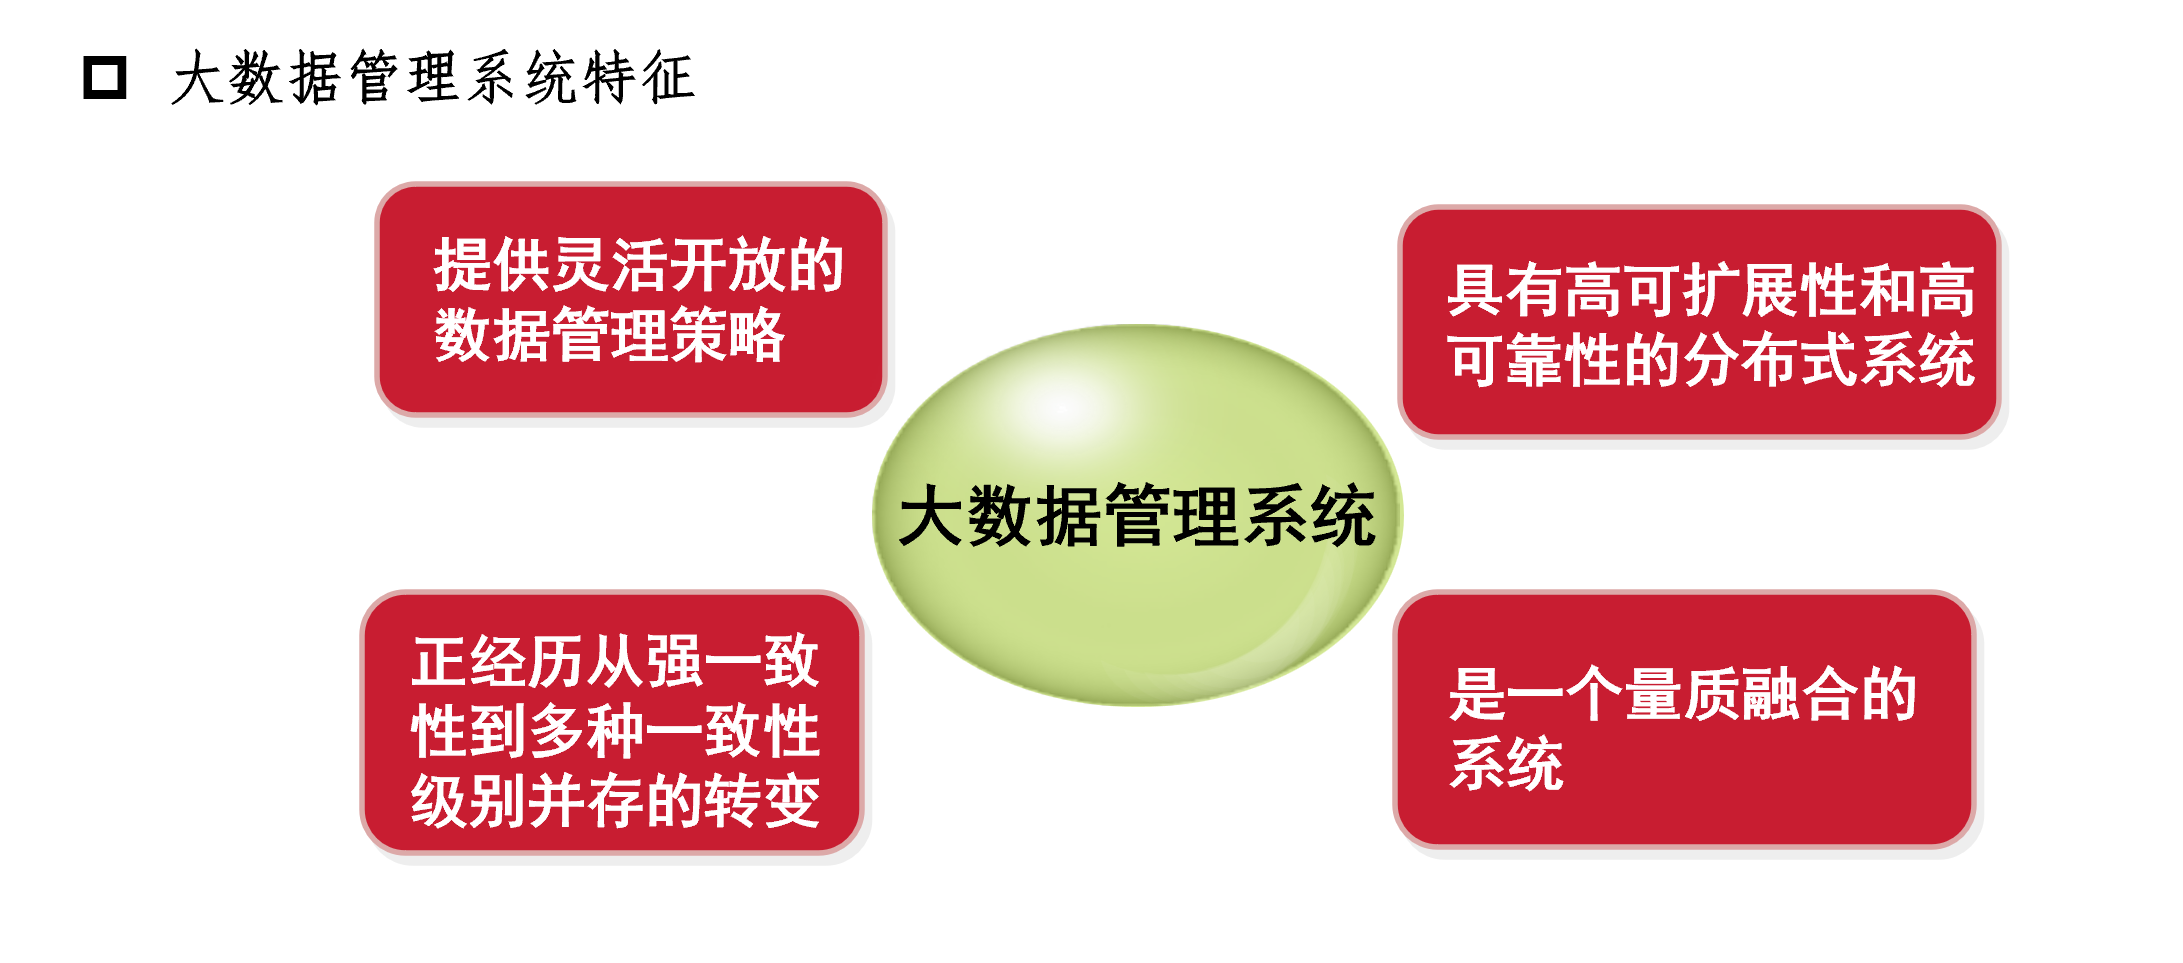 大数据管理系统特征
提供灵活开放的
数据管理策略
具有高可扩展性和高
可靠性的分布式系统
大数据管理系统
正经历从强一致
性到多种一致性
级别并存的转变
是一个量质融合的
系统